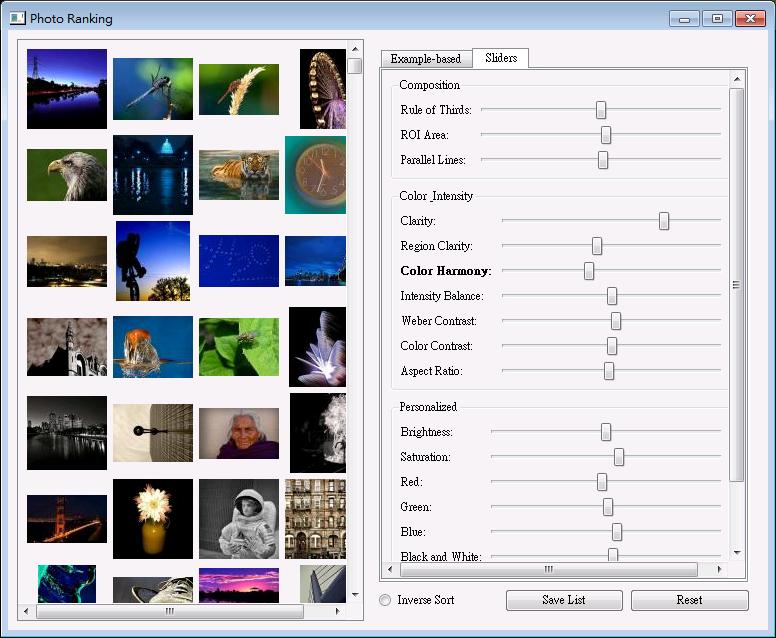 Photo Ranking
Example-based
Sliders
Composition
Rule of Thirds:
ROI Area:
Parallel Lines:
Color_Intensity
Clarity:
Region Clarity:
Color Harmony:
Intensity Balance:
Weber Contrast:
Color Contrast:
Aspect Ratio:
Personalized
Brightness:
Saturation:
Red:
Green:
Blue:
Black and White:
Inverse Sort
Save List
Reset
H2O